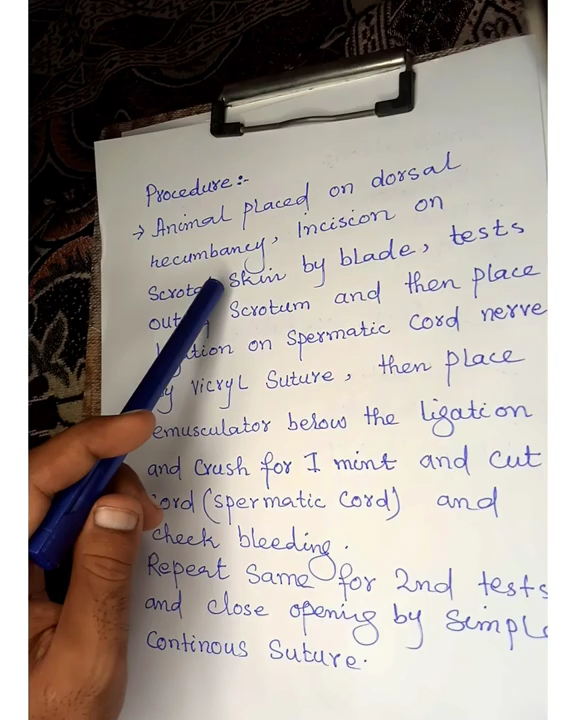 Procedure:-
→ Animal placed on dorsal
recumbancy, incision on
skin by blade, tests
out Scrotum and then place
on spermatic cord nerve
vicryl suture, then place
emusculator below the ligation
and crush for 1 mint and cut
cord (spermatic cord) and
check bleeding.
Repeat same for 2nd tests
and close opening by simple
continous suture.